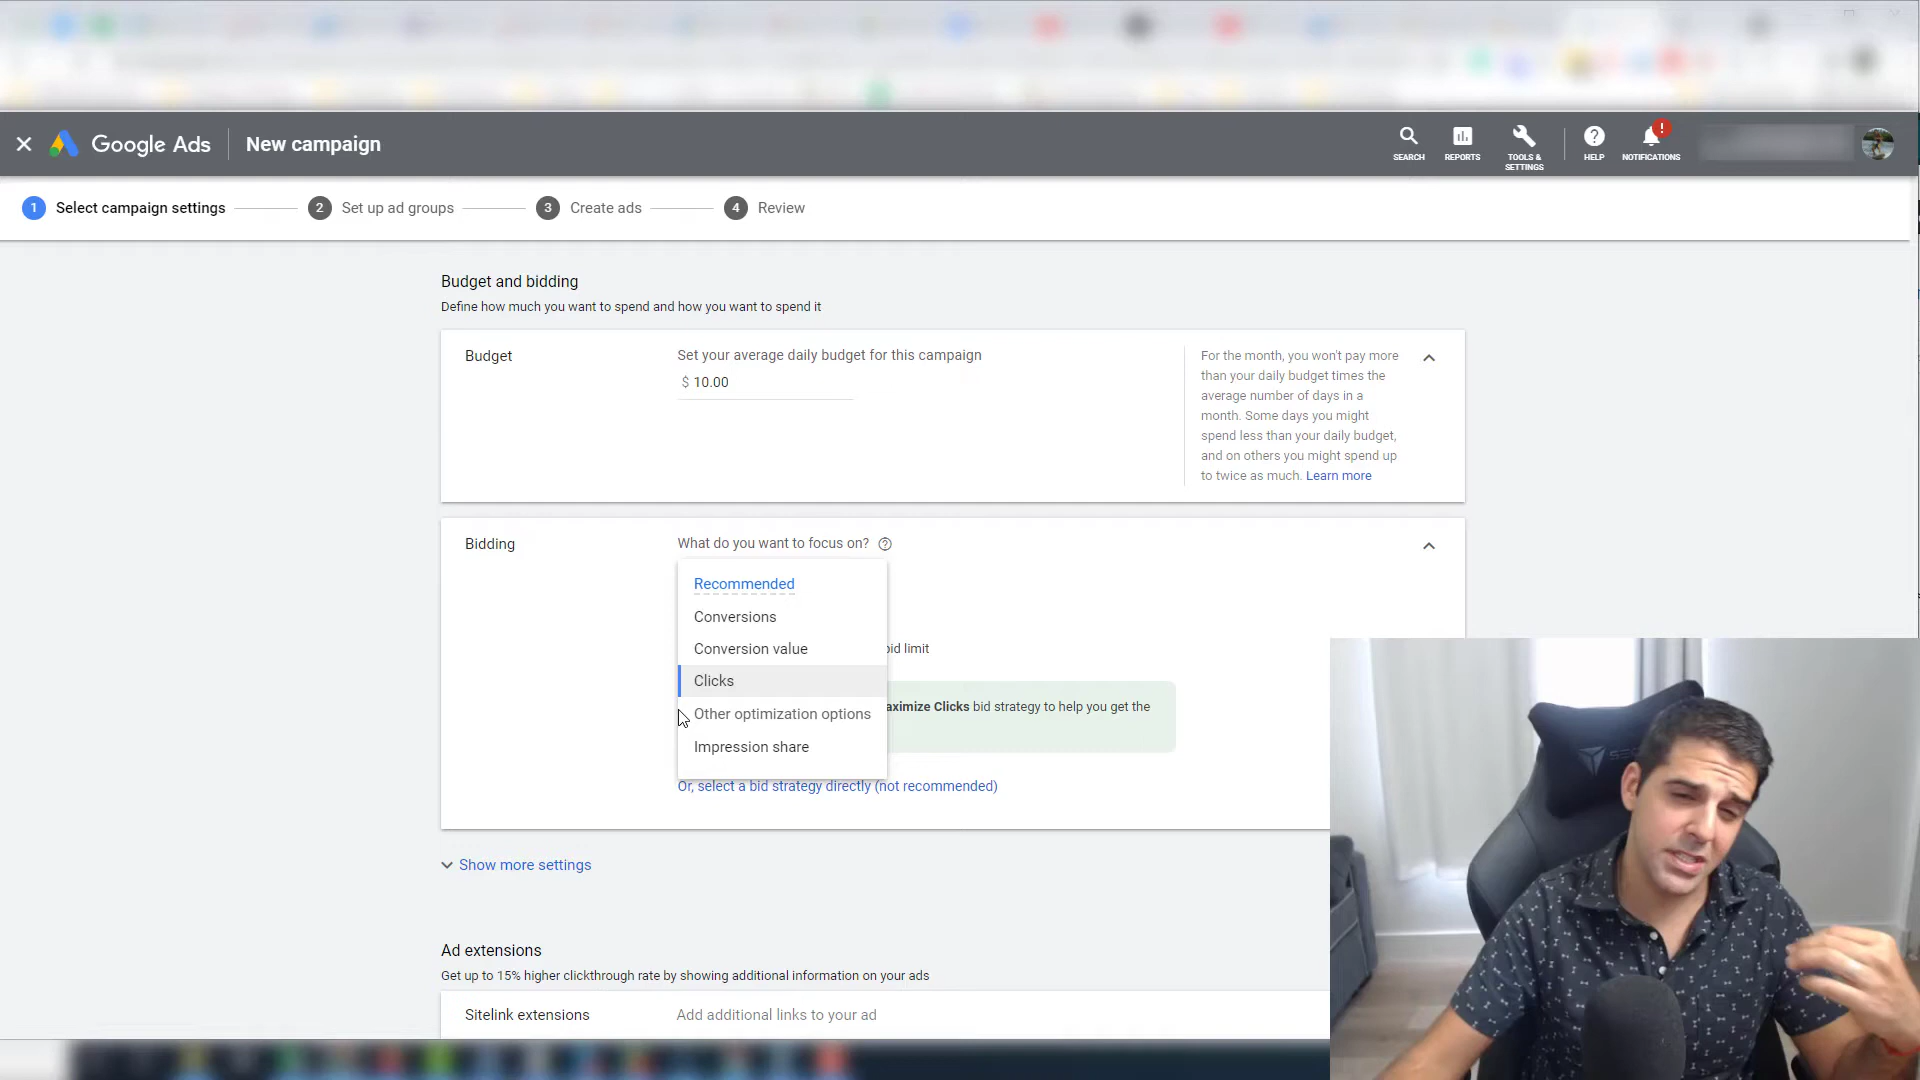 Google Ads
New campaign
SEARCH
REPORTS
TOOLS &
SETTINGS
HELP
!
NOTIFICATIONS
1 Select campaign settings
2 Set up ad groups
3 Create ads
4 Review
Budget and bidding
Define how much you want to spend and how you want to spend it
Budget
Set your average daily budget for this campaign
$ 10.00
For the month, you won't pay more
than your daily budget times the
average number of days in a
month. Some days you might
spend less than your daily budget,
and on others you might spend up
to twice as much. Learn more
Bidding
What do you want to focus on? ?
Recommended
Conversions
Conversion value
Clicks
Other optimization options
Impression share
bid limit
aximize Clicks bid strategy to help you get the
Or, select a bid strategy directly (not recommended)
Show more settings
Ad extensions
Get up to 15% higher clickthrough rate by showing additional information on your ads
Sitelink extensions
Add additional links to your ad